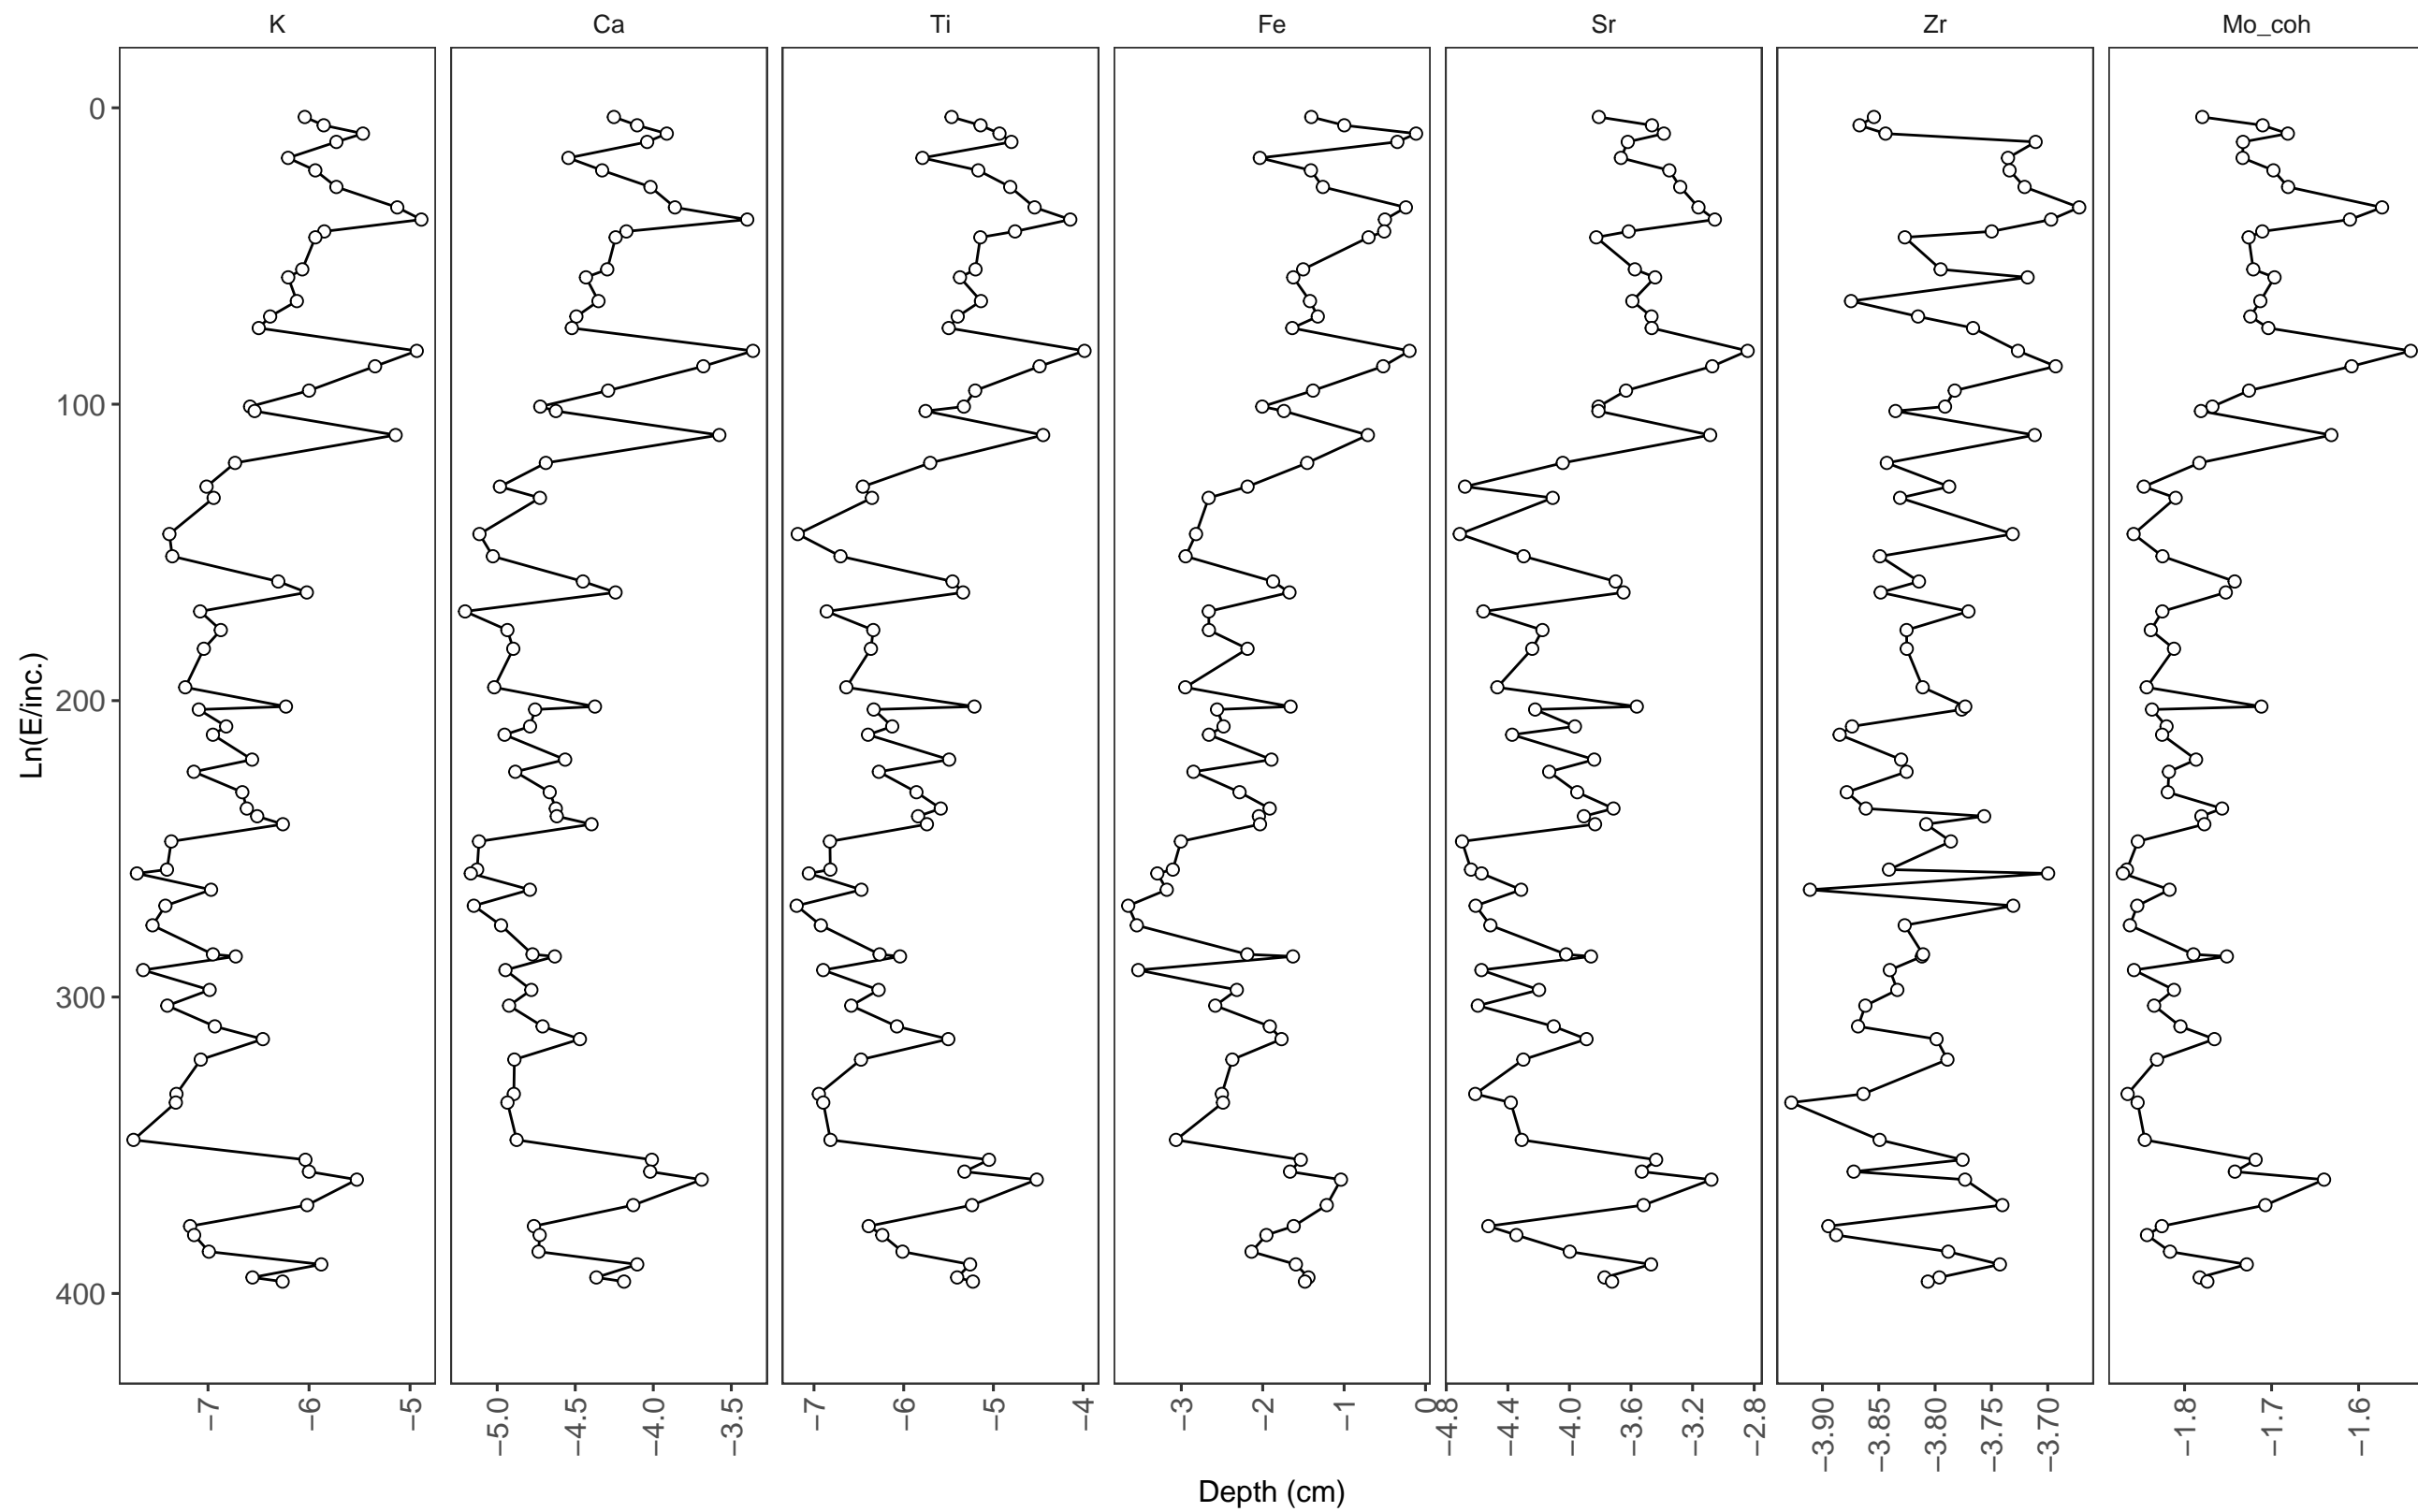 K Ca Ti Fe Sr Zr Mo_coh
0
100
200
300
400
Ln(E/inc.)
−7 −6 −5 −5.0 −4.5 −4.0 −3.5 −7 −6 −5 −4 −3 −2 −1 0 −4.8 −4.4 −4.0 −3.6 −3.2 −2.8 −3.90 −3.85 −3.80 −3.75 −3.70 −1.8 −1.7 −1.6
Depth (cm)